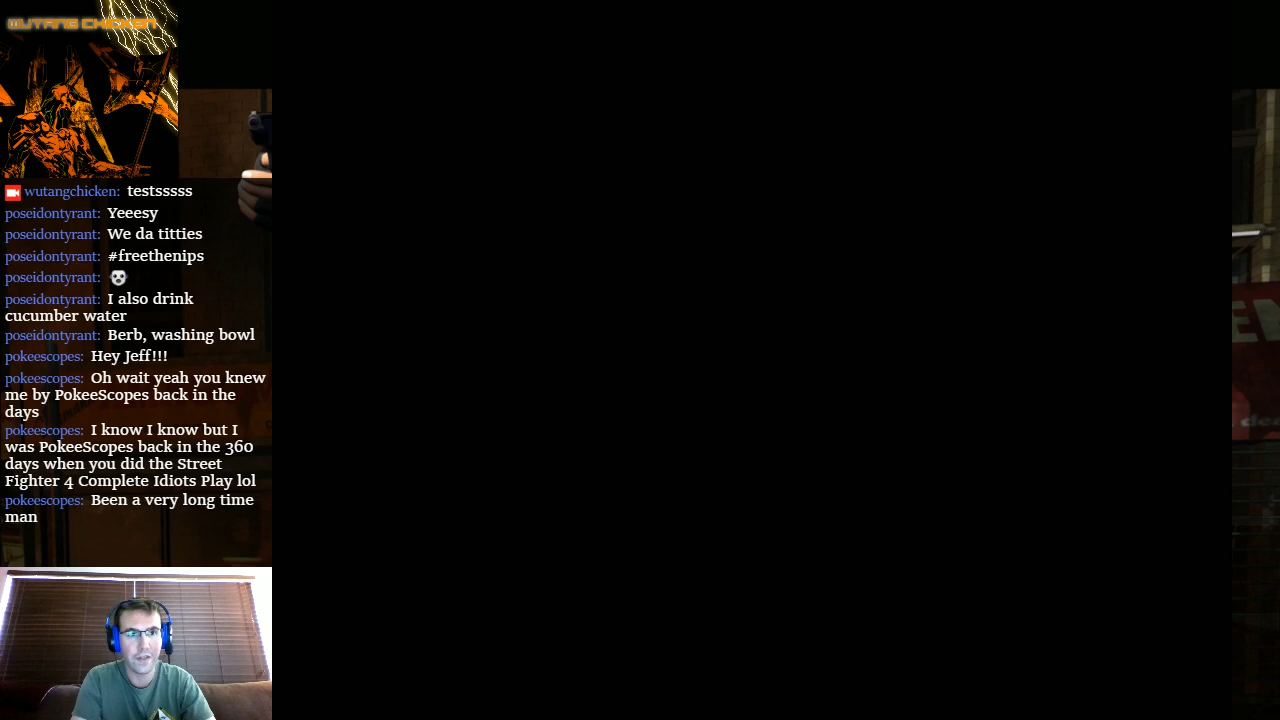 WUTANG CHICKEN
wutangchicken: testsssss
poseidontyrant: Yeeesy
poseidontyrant: We da titties
poseidontyrant: #freethenips
poseidontyrant:
poseidontyrant: I also drink
cucumber water
poseidontyrant: Berb, washing bowl
pokeescopes: Hey Jeff!!!
pokeescopes: Oh wait yeah you knew
me by PokeeScopes back in the
days
pokeescopes: I know I know but I
was PokeeScopes back in the 360
days when you did the Street
Fighter 4 Complete Idiots Play lol
pokeescopes: Been a very long time
man